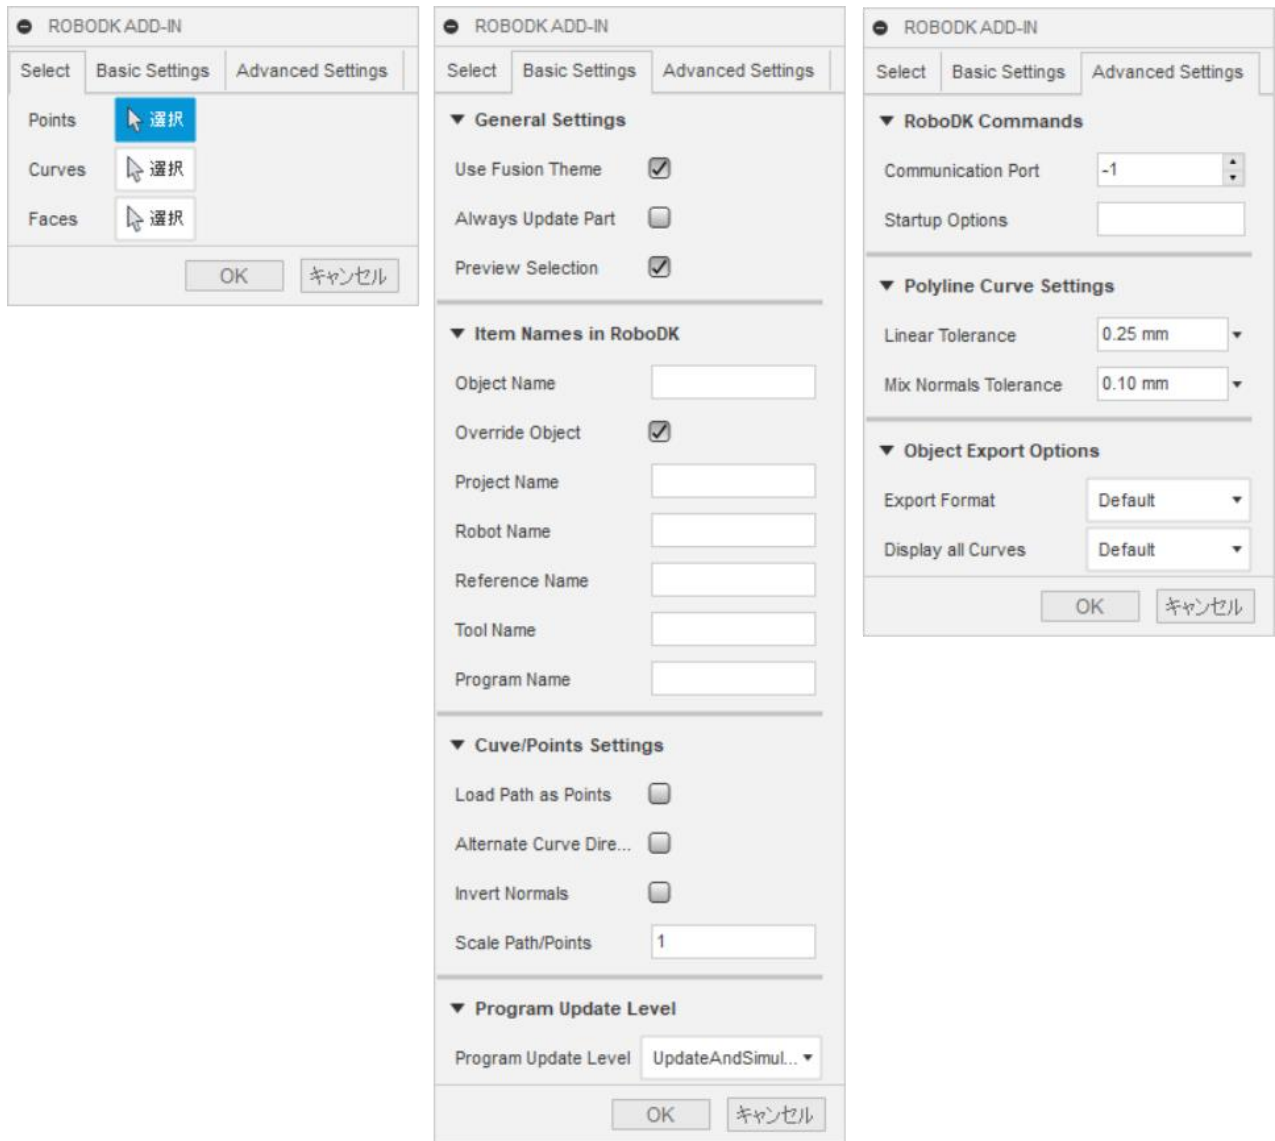 ROBODK ADD-IN
Select Basic Settings Advanced Settings
Points 選択
Curves 選択
Faces 選択
OK キャンセル
ROBODK ADD-IN
Select Basic Settings Advanced Settings
General Settings
Use Fusion Theme
Always Update Part
Preview Selection
Item Names in RoboDK
Object Name
Override Object
Project Name
Robot Name
Reference Name
Tool Name
Program Name
Cuve/Points Settings
Load Path as Points
Alternate Curve Dire...
Invert Normals
Scale Path/Points 1
Program Update Level
Program Update Level UpdateAndSimul...
OK キャンセル
ROBODK ADD-IN
Select Basic Settings Advanced Settings
RoboDK Commands
Communication Port -1
Startup Options
Polyline Curve Settings
Linear Tolerance 0.25 mm
Mix Normals Tolerance 0.10 mm
Object Export Options
Export Format Default
Display all Curves Default
OK キャンセル